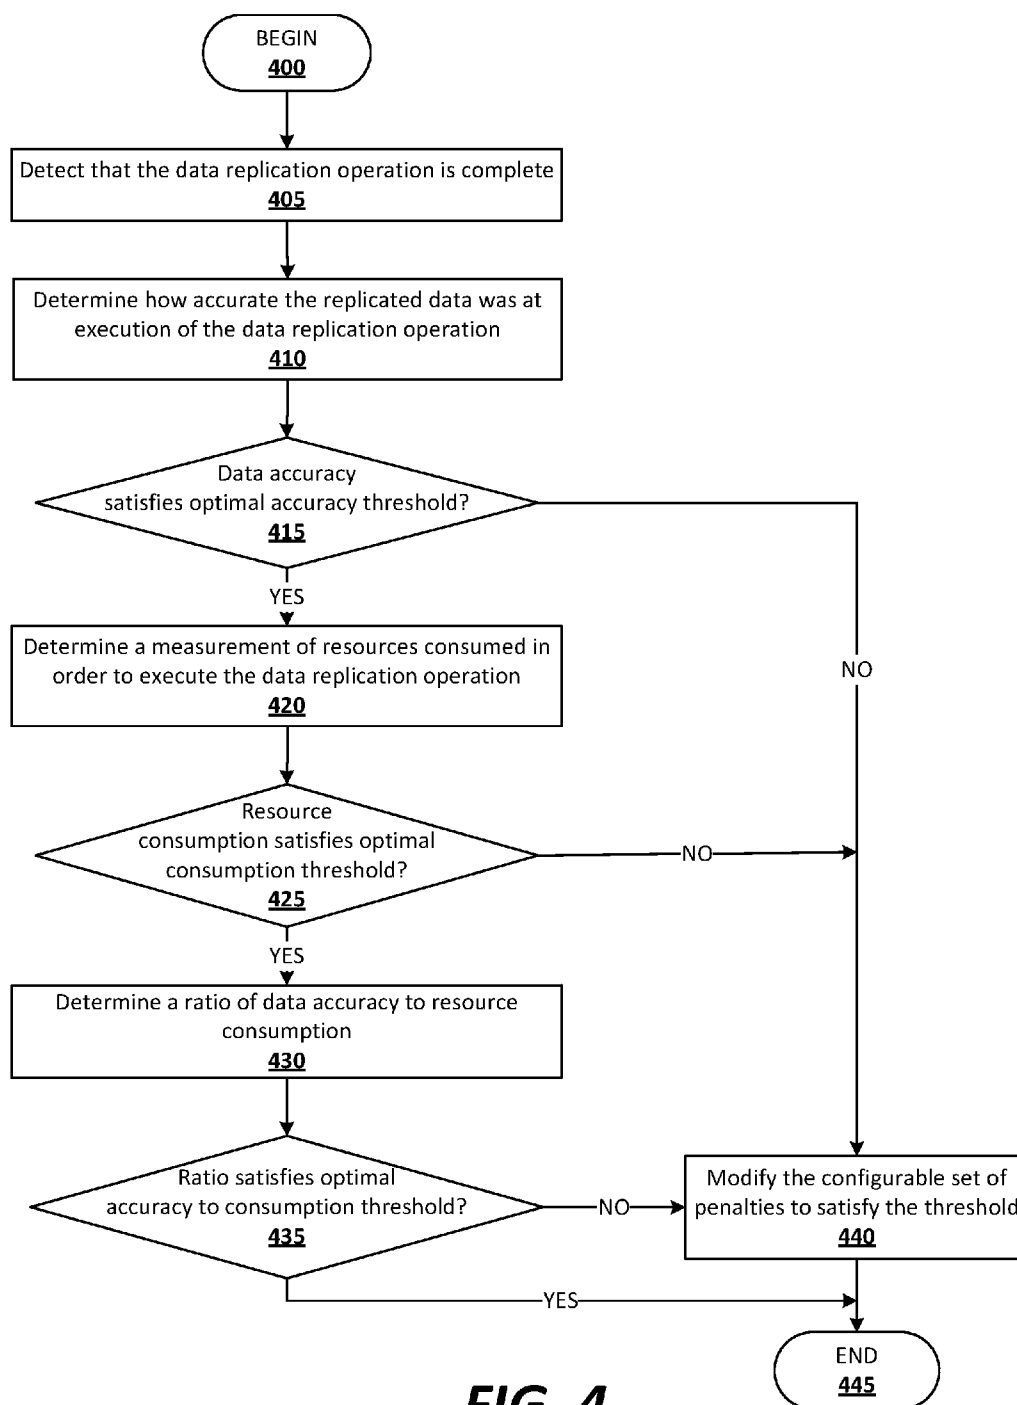 BEGIN
400
Detect that the data replication operation is complete
405
Determine how accurate the replicated data was at
execution of the data replication operation
410
Data accuracy
satisfies optimal accuracy threshold?
415
YES
NO
Determine a measurement of resources consumed in
order to execute the data replication operation
420
Resource
consumption satisfies optimal
consumption threshold?
425
NO
YES
Determine a ratio of data accuracy to resource
consumption
430
Ratio satisfies optimal
accuracy to consumption threshold?
435
NO
Modify the configurable set of
penalties to satisfy the threshold
440
YES
END
445
FIG. 4